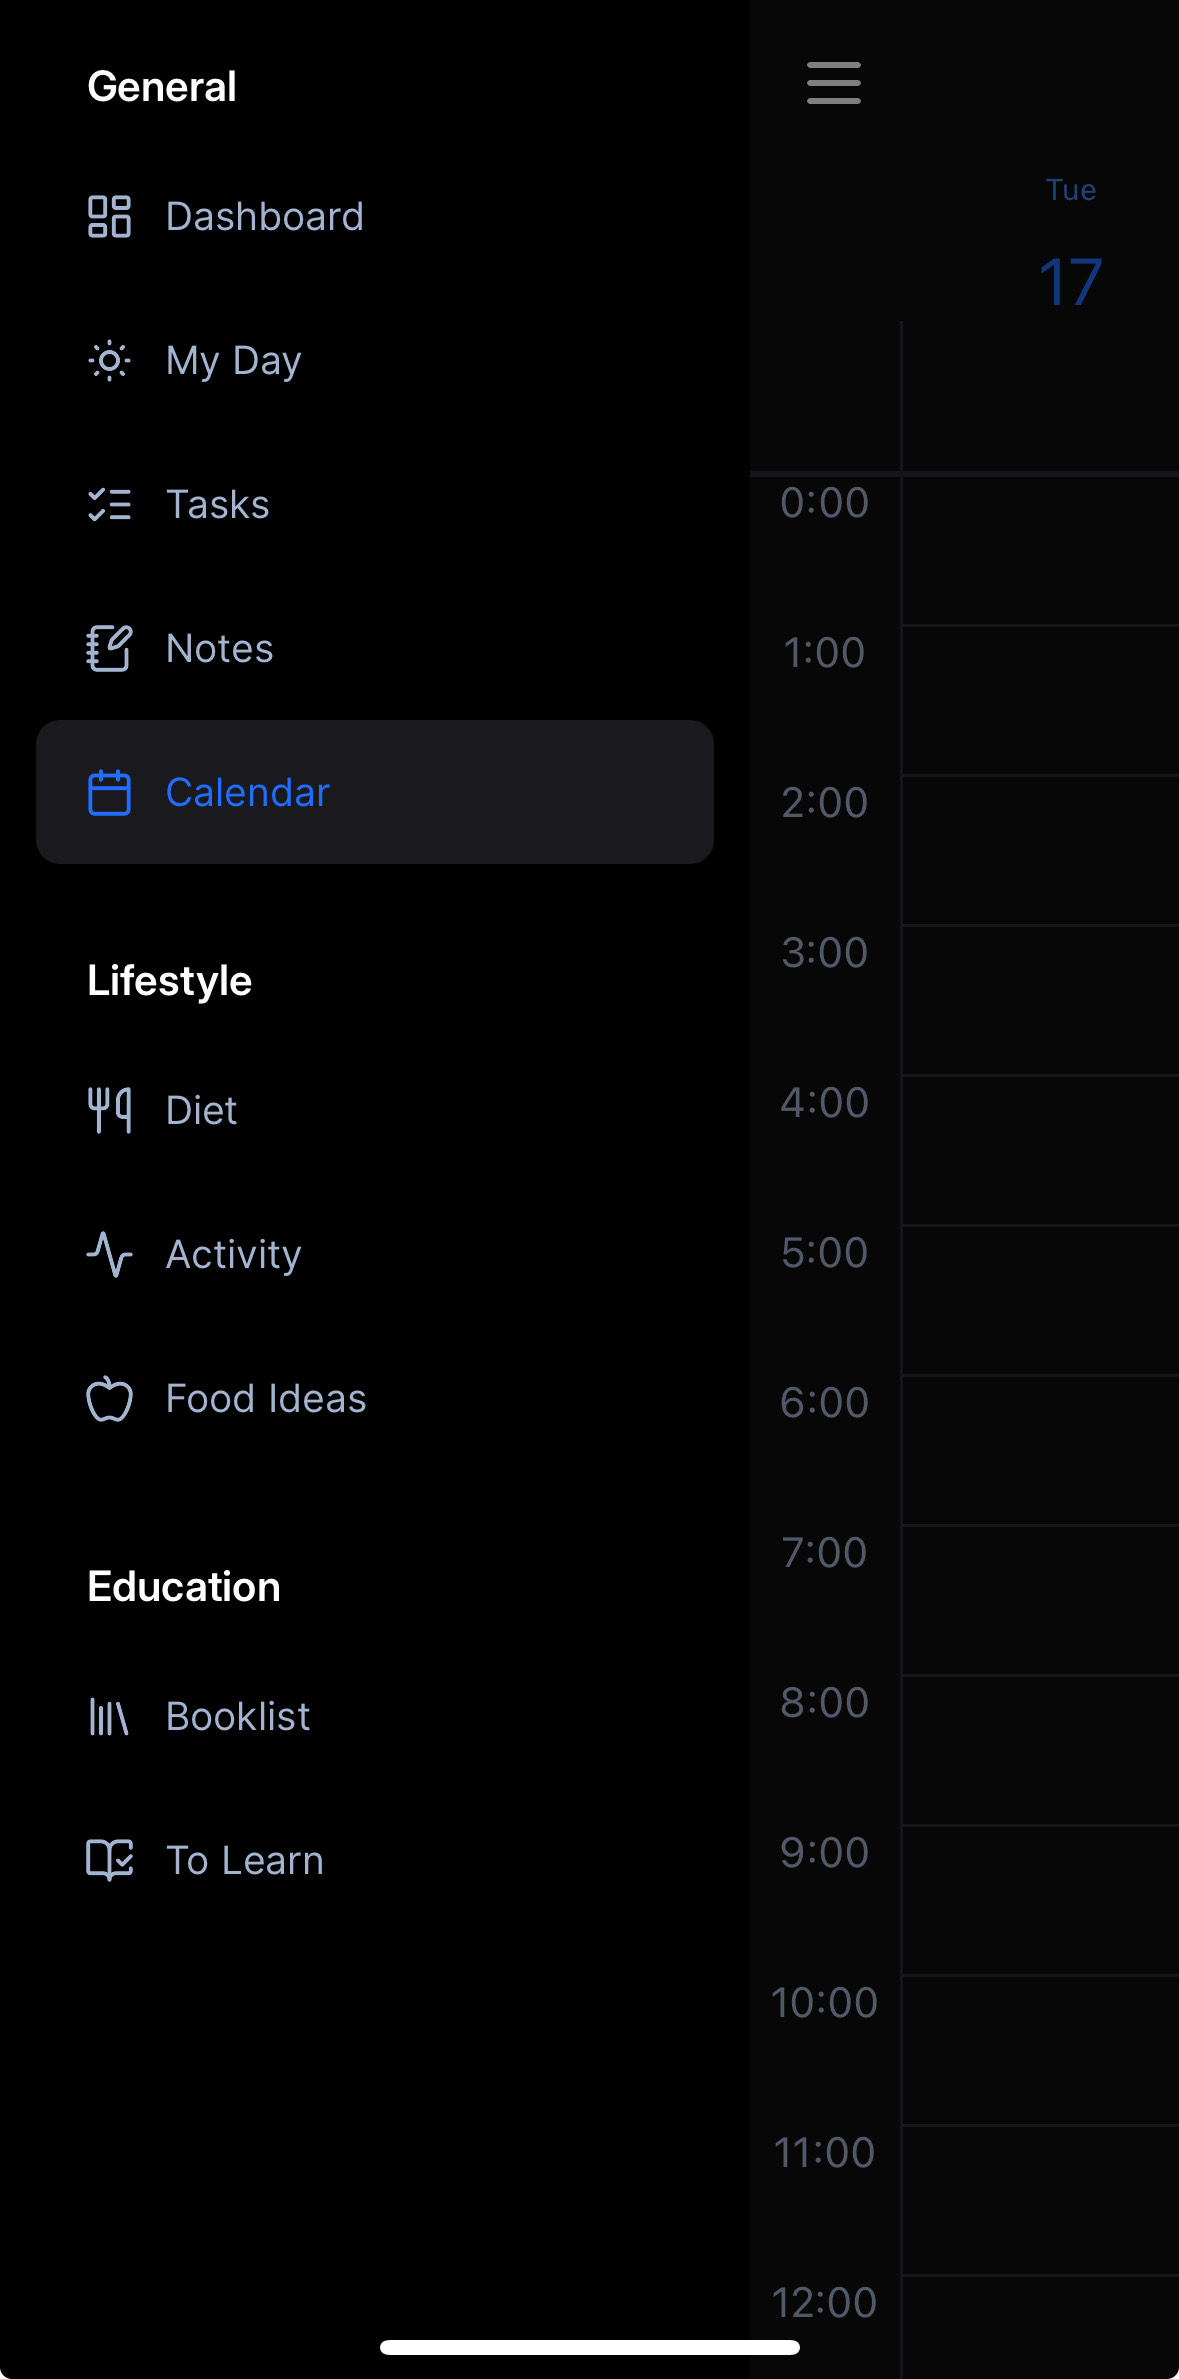 General
Dashboard
My Day
Tasks
Notes
Calendar
Lifestyle
Diet
Activity
Food Ideas
Education
Booklist
To Learn
Tue
17
0:00
1:00
2:00
3:00
4:00
5:00
6:00
7:00
8:00
9:00
10:00
11:00
12:00